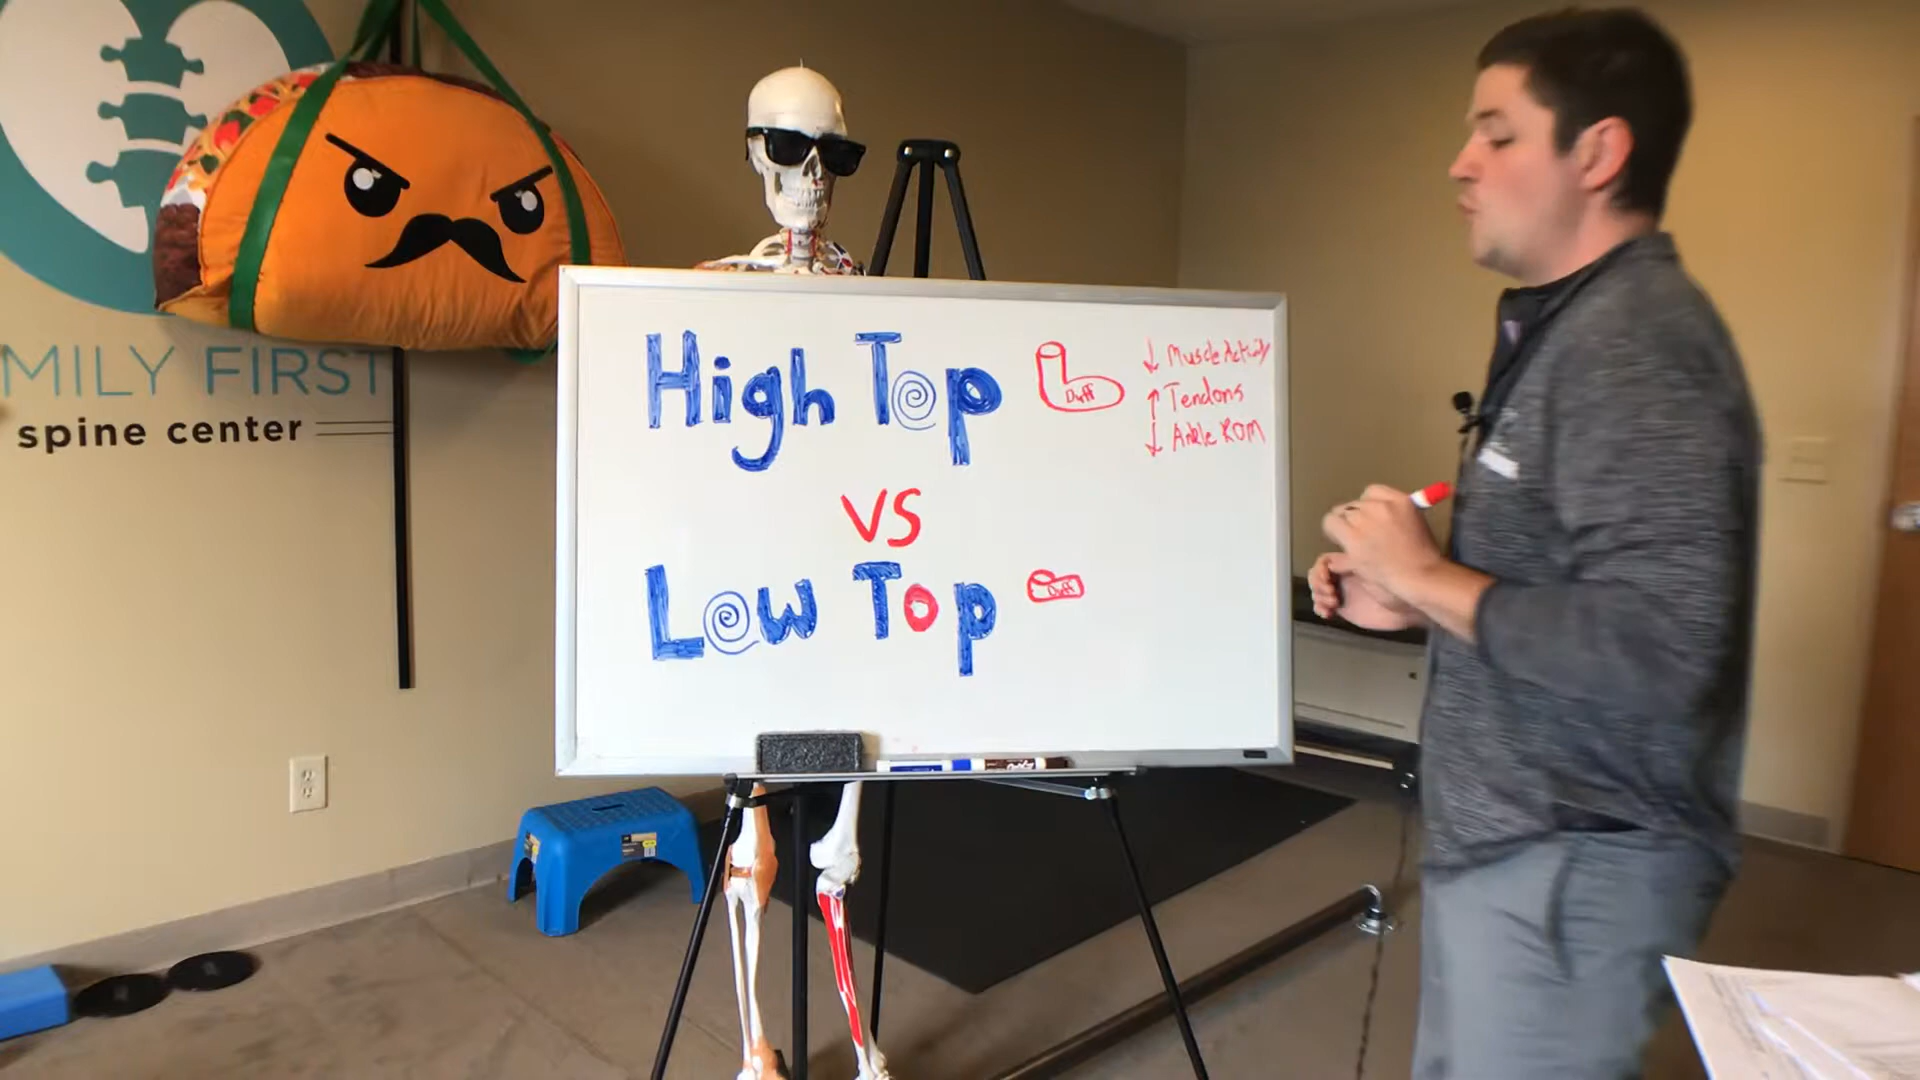 MILY FIRST
spine center
High Top
Duff
↓ Muscle Activity
↑ Tendons
↓ Ankle ROM
VS
Low Top
Duff